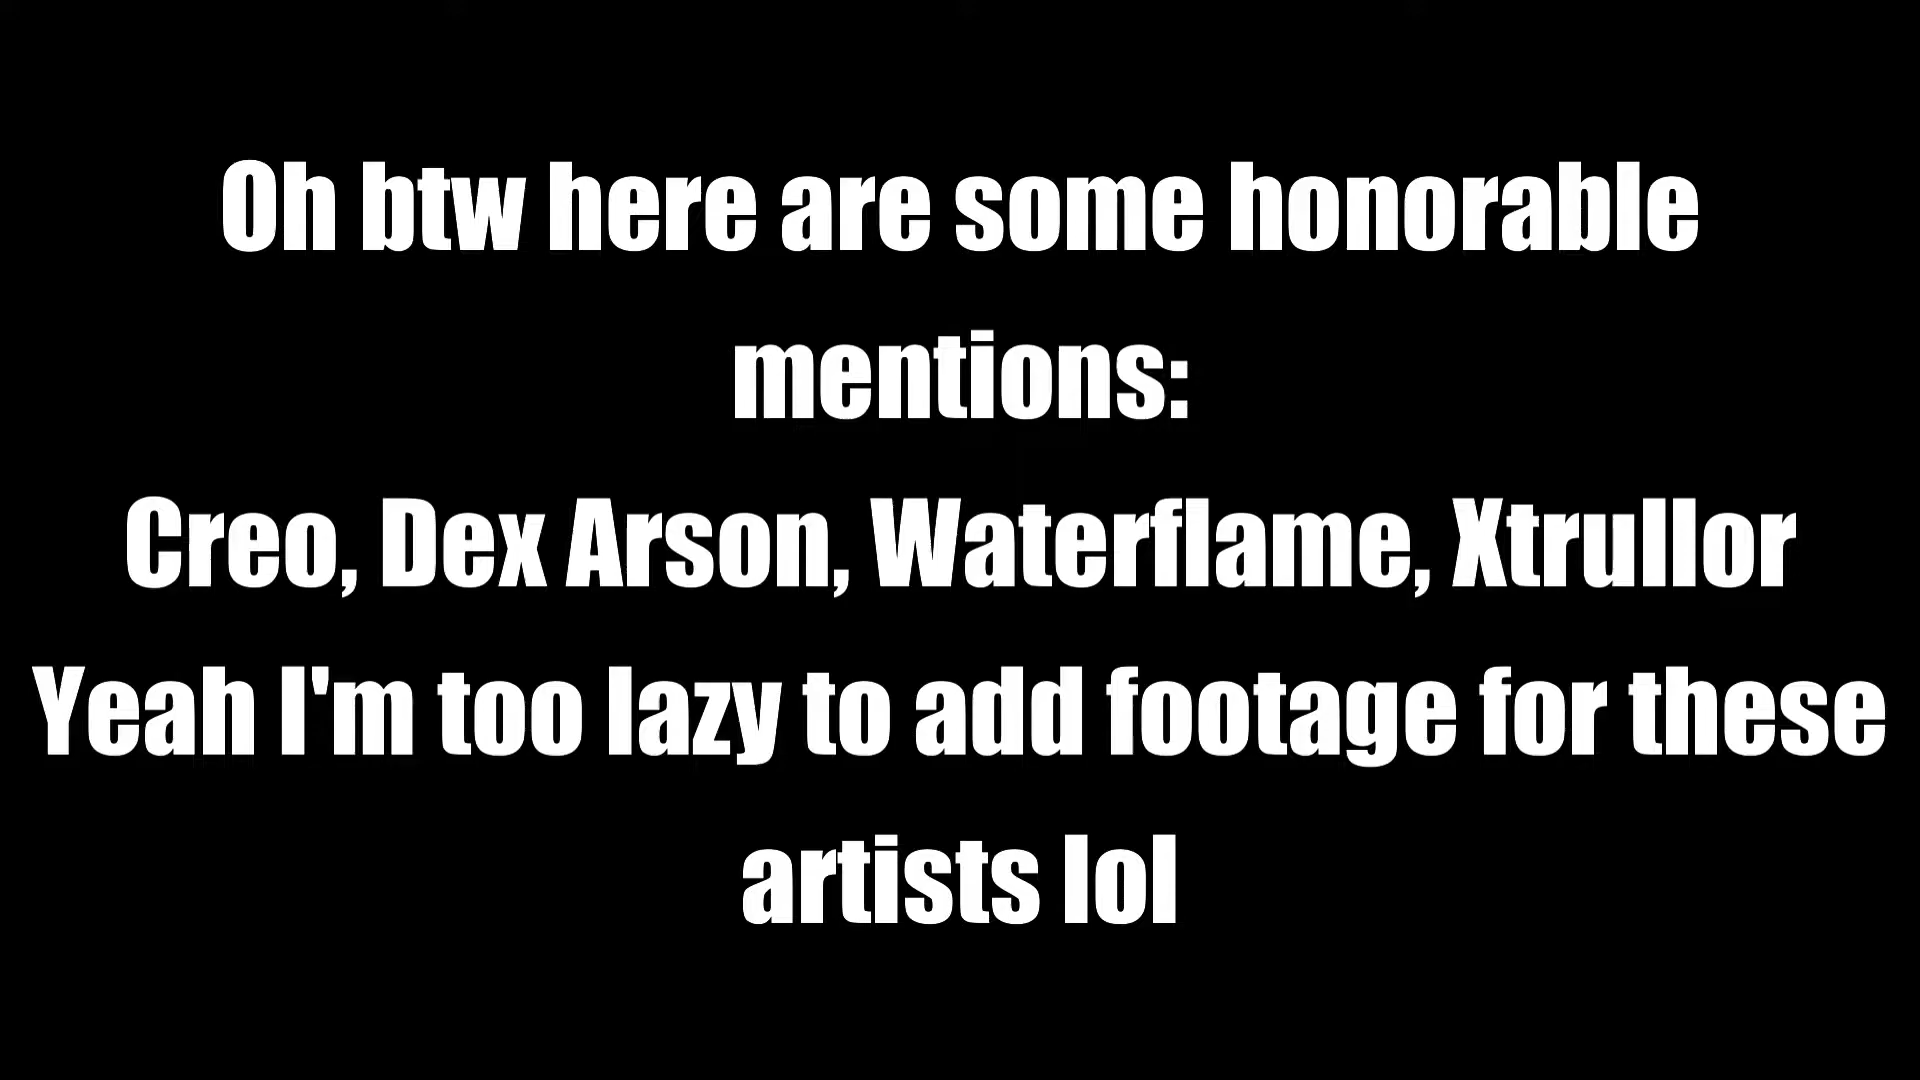 Oh btw here are some honorable
mentions:
Creo, Dex Arson, Waterflame, Xtrullor
Yeah I'm too lazy to add footage for these
artists lol